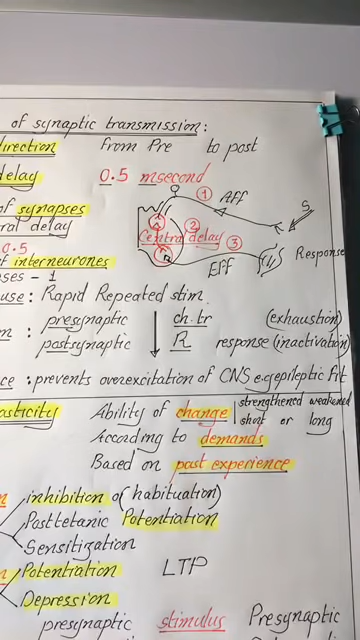 of synaptic transmission:
direction from Pre to post
delay 0.5 msecond
① Aff S
of synapses
②
ral delay Central delay ③
0.5
of interneurones Eff Response
ses - 1
use: Rapid Repeated stim.
m : presynaptic ch.tr (exhaustion)
postsynaptic R response (inactivation)
ce: prevents overexcitation of CNS e.g epileptic fit
asticity Ability of change strengthened weakened
short or long
According to demands
Based on past experience
n inhibition of (habituation)
Posttetanic Potentiation
Sensitization
n Potentiation LTP
Depression
presynaptic stimulus Presynaptic